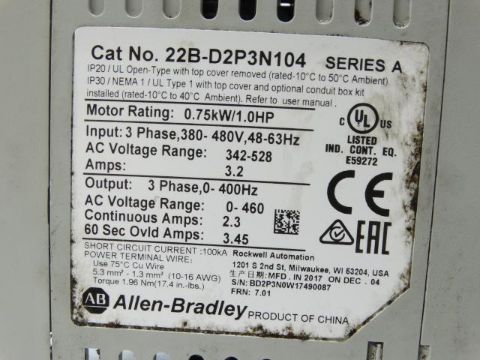 Cat No. 22B-D2P3N104 SERIES A
IP20 / UL Open-Type with top cover removed (rated-10°C to 50°C Ambient).
IP30 / NEMA 1 / UL Type 1 with top cover and optional conduit box kit
installed (rated-10°C to 40°C Ambient). Refer to user manual.
Motor Rating: 0.75kW/1.0HP
Input: 3 Phase,380- 480V,48-63Hz
AC Voltage Range: 342-528
Amps: 3.2
Output: 3 Phase,0- 400Hz
AC Voltage Range: 0- 460
Continuous Amps: 2.3
60 Sec Ovld Amps: 3.45
C UL US
LISTED
IND. CONT. EQ.
E59272
CE
EAC
SHORT CIRCUIT CURRENT :100kA
POWER TERMINAL WIRE:
Use 75°C Cu Wire
5.3 mm² - 1.3 mm² (10-16 AWG)
Torque 1.96 Nm(17.4 in.-lbs.)
Rockwell Automation
1201 S 2nd St, Milwaukee, WI 53204, USA
生产日期:MFD. IN 2017 ON DEC . 04
S/N: BD2P3N0W17490087
FRN: 7.01
AB Allen-Bradley PRODUCT OF CHINA